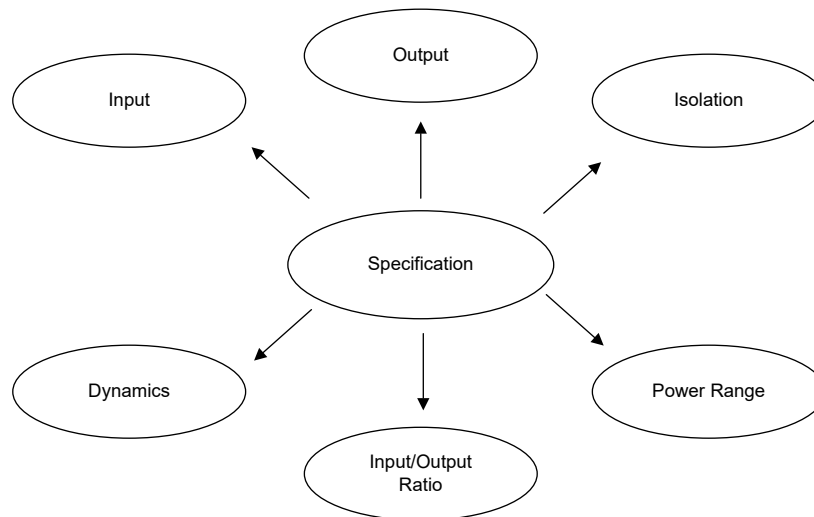 Output
Input
Isolation
Specification
Dynamics
Power Range
Input/Output
Ratio